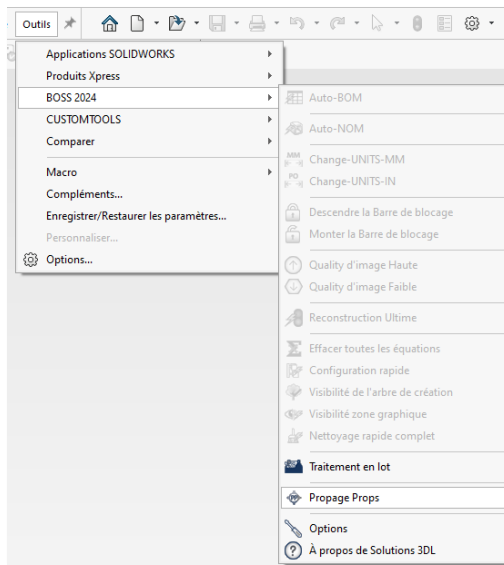 Outils
Applications SOLIDWORKS
Produits Xpress
BOSS 2024
CUSTOMTOOLS
Comparer
Macro
Compléments...
Enregistrer/Restaurer les paramètres...
Personnaliser...
Options...
Auto-BOM
Auto-NOM
MM
Change-UNITS-MM
PO
Change-UNITS-IN
Descendre la Barre de blocage
Monter la Barre de blocage
Quality d'image Haute
Quality d'image Faible
Reconstruction Ultime
Effacer toutes les équations
Configuration rapide
Visibilité de l'arbre de création
Visibilité zone graphique
Nettoyage rapide complet
Traitement en lot
Propage Props
Options
À propos de Solutions 3DL